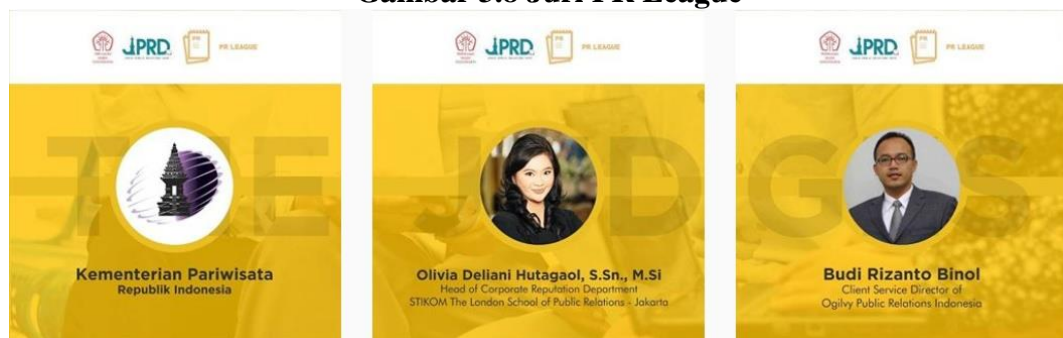 Gambar 3.8 Juri PR League
JPRD
PR LEAGUE
JPRD
PR LEAGUE
JPRD
PR LEAGUE
THE JUDGES
Kementerian Pariwisata
Republik Indonesia
Olivia Deliani Hutagaol, S.Sn., M.Si
Head of Corporate Reputation Department
STIKOM The London School of Public Relations - Jakarta
Budi Rizanto Binol
Client Service Director of
Ogilvy Public Relations Indonesia